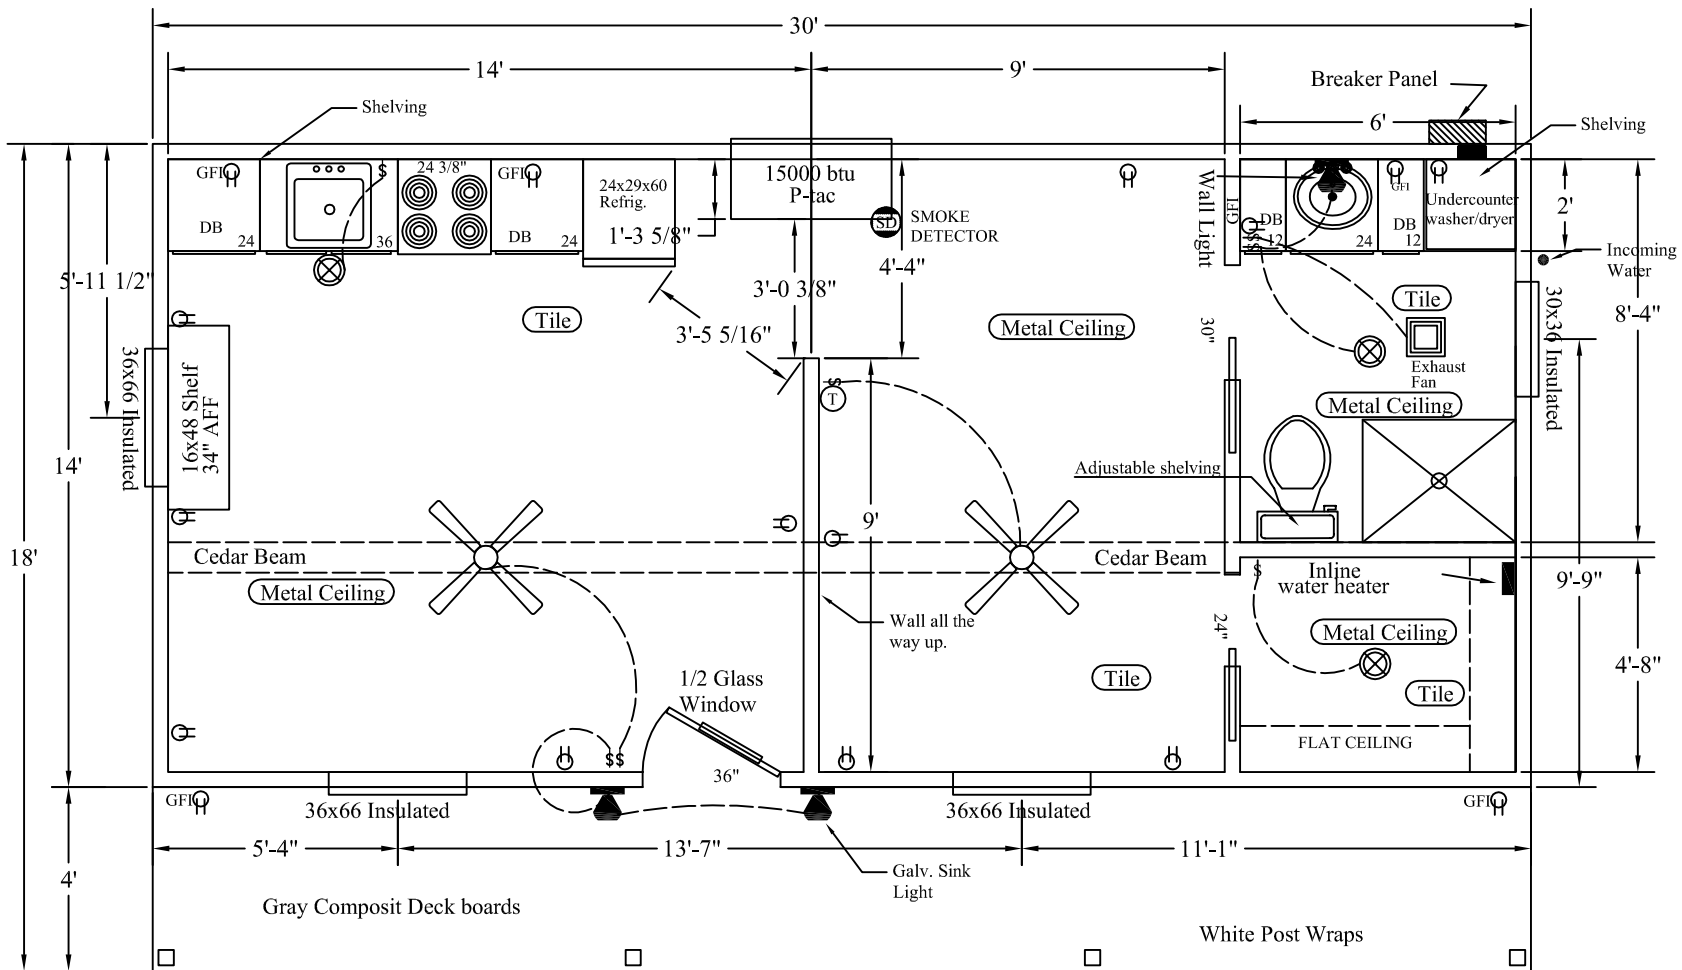 30'
14'
9'
Breaker Panel
6'
Shelving
Shelving
GFI
24 3/8"
GFI
$
24x29x60
Refrig.
15000 btu
P-tac
SD
SMOKE
DETECTOR
Wall Light
GFI
GFI
Undercounter
washer/dryer
2'
DB
24
36
DB
24
1'-3 5/8"
DB
12
24
DB
12
$$
4'-4"
Incoming
Water
5'-11 1/2"
3'-0 3/8"
Tile
8'-4"
Tile
3'-5 5/16"
Metal Ceiling
30"
30x36 Insulated
36x66 Insulated
16x48 Shelf
34" AFF
Exhaust
Fan
$
T
Metal Ceiling
14'
Adjustable shelving
9'
18'
Cedar Beam
Cedar Beam
$
Inline
water heater
9'-9"
Metal Ceiling
Wall all the
way up.
24"
Metal Ceiling
4'-8"
1/2 Glass
Window
Tile
Tile
FLAT CEILING
$$
36"
GFI
36x66 Insulated
36x66 Insulated
GFI
5'-4"
13'-7"
11'-1"
4'
Galv. Sink
Light
Gray Composit Deck boards
White Post Wraps